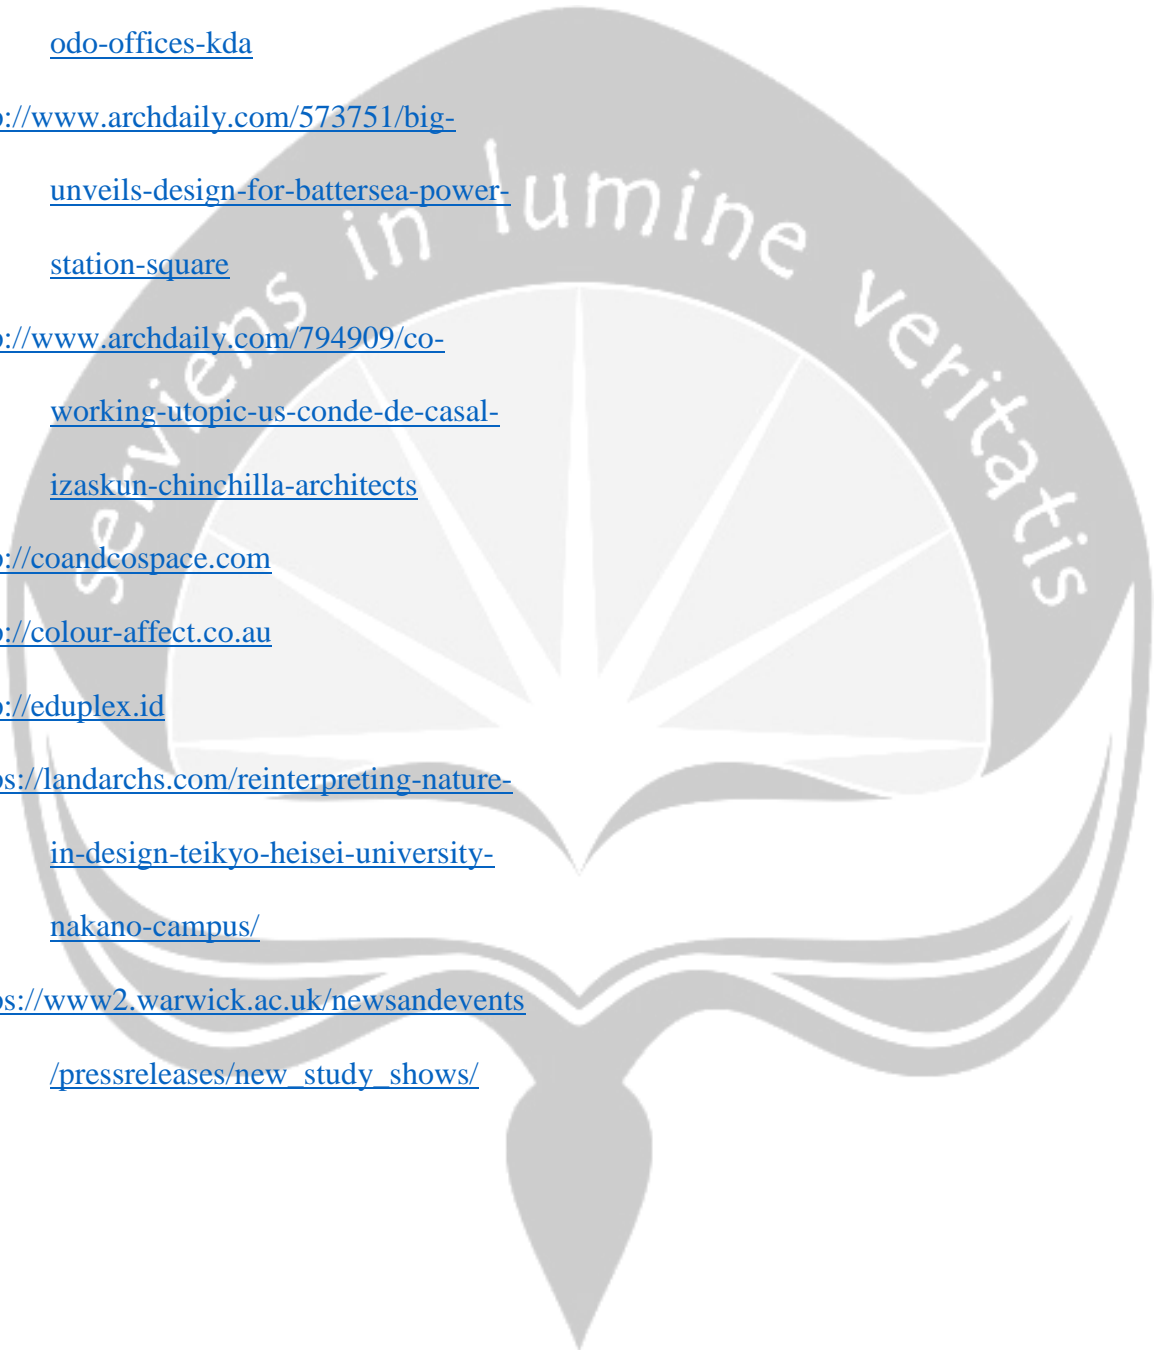 odo-offices-kda
p://www.archdaily.com/573751/big-
unveils-design-for-battersea-power-
station-square
p://www.archdaily.com/794909/co-
working-utopic-us-conde-de-casal-
izaskun-chinchilla-architects
p://coandcospace.com
p://colour-affect.co.au
p://eduplex.id
ps://landarchs.com/reinterpreting-nature-
in-design-teikyo-heisei-university-
nakano-campus/
ps://www2.warwick.ac.uk/newsandevents
/pressreleases/new_study_shows/
serviens in lumine veritatis